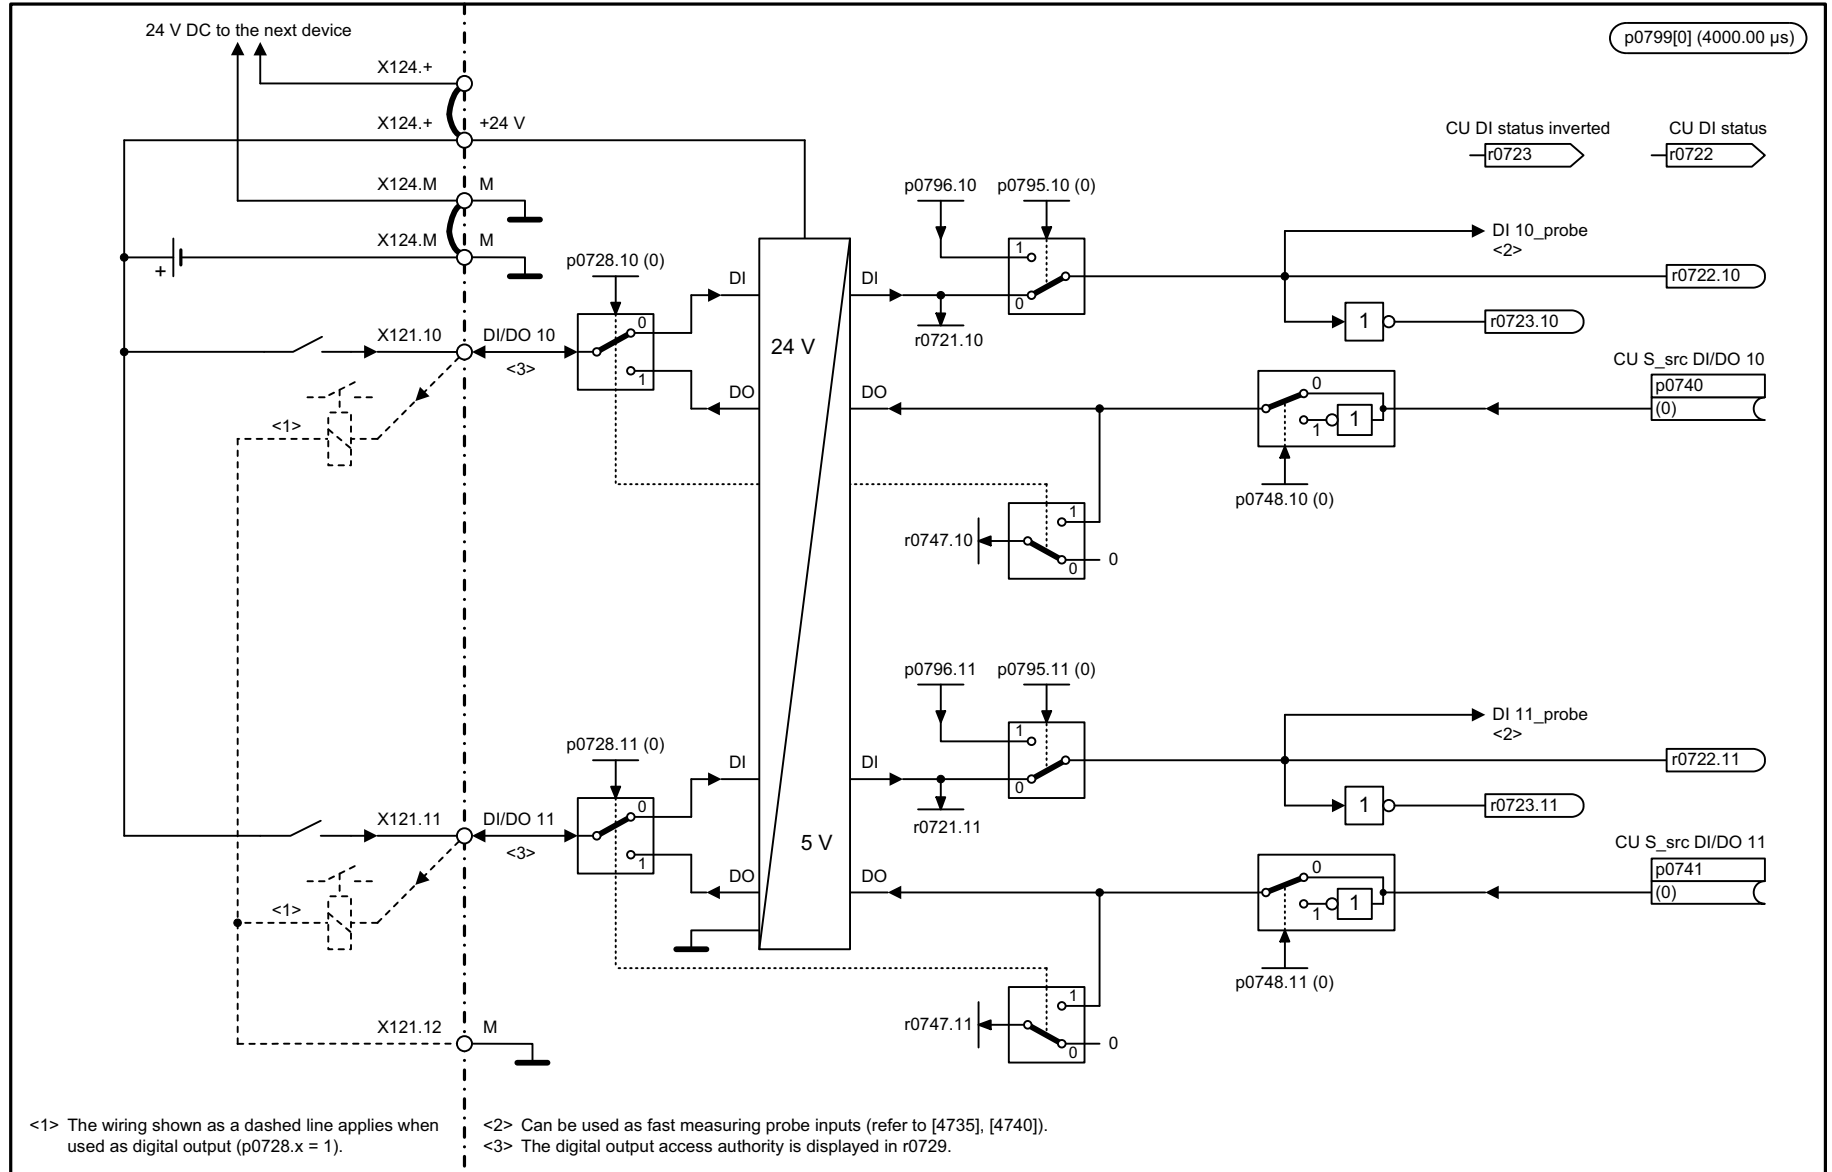 24 V DC to the next device
p0799[0] (4000.00 µs)
X124.+
X124.+ +24 V
CU DI status inverted
r0723
CU DI status
r0722
X124.M M
X124.M M
+
p0796.10 p0795.10 (0)
1
0
DI 10_probe
<2>
r0722.10
p0728.10 (0)
DI
DI
r0721.10
1
r0723.10
X121.10 DI/DO 10
<3>
0
1
24 V
DO
DO
CU S_src DI/DO 10
p0740
(0)
0
1
1
p0748.10 (0)
<1>
r0747.10
1
0
0
p0796.11 p0795.11 (0)
1
0
DI 11_probe
<2>
r0722.11
p0728.11 (0)
DI
DI
r0721.11
1
r0723.11
X121.11 DI/DO 11
<3>
0
1
5 V
DO
DO
CU S_src DI/DO 11
p0741
(0)
0
1
1
p0748.11 (0)
<1>
r0747.11
1
0
0
X121.12 M
<1> The wiring shown as a dashed line applies when
used as digital output (p0728.x = 1).
<2> Can be used as fast measuring probe inputs (refer to [4735], [4740]).
<3> The digital output access authority is displayed in r0729.